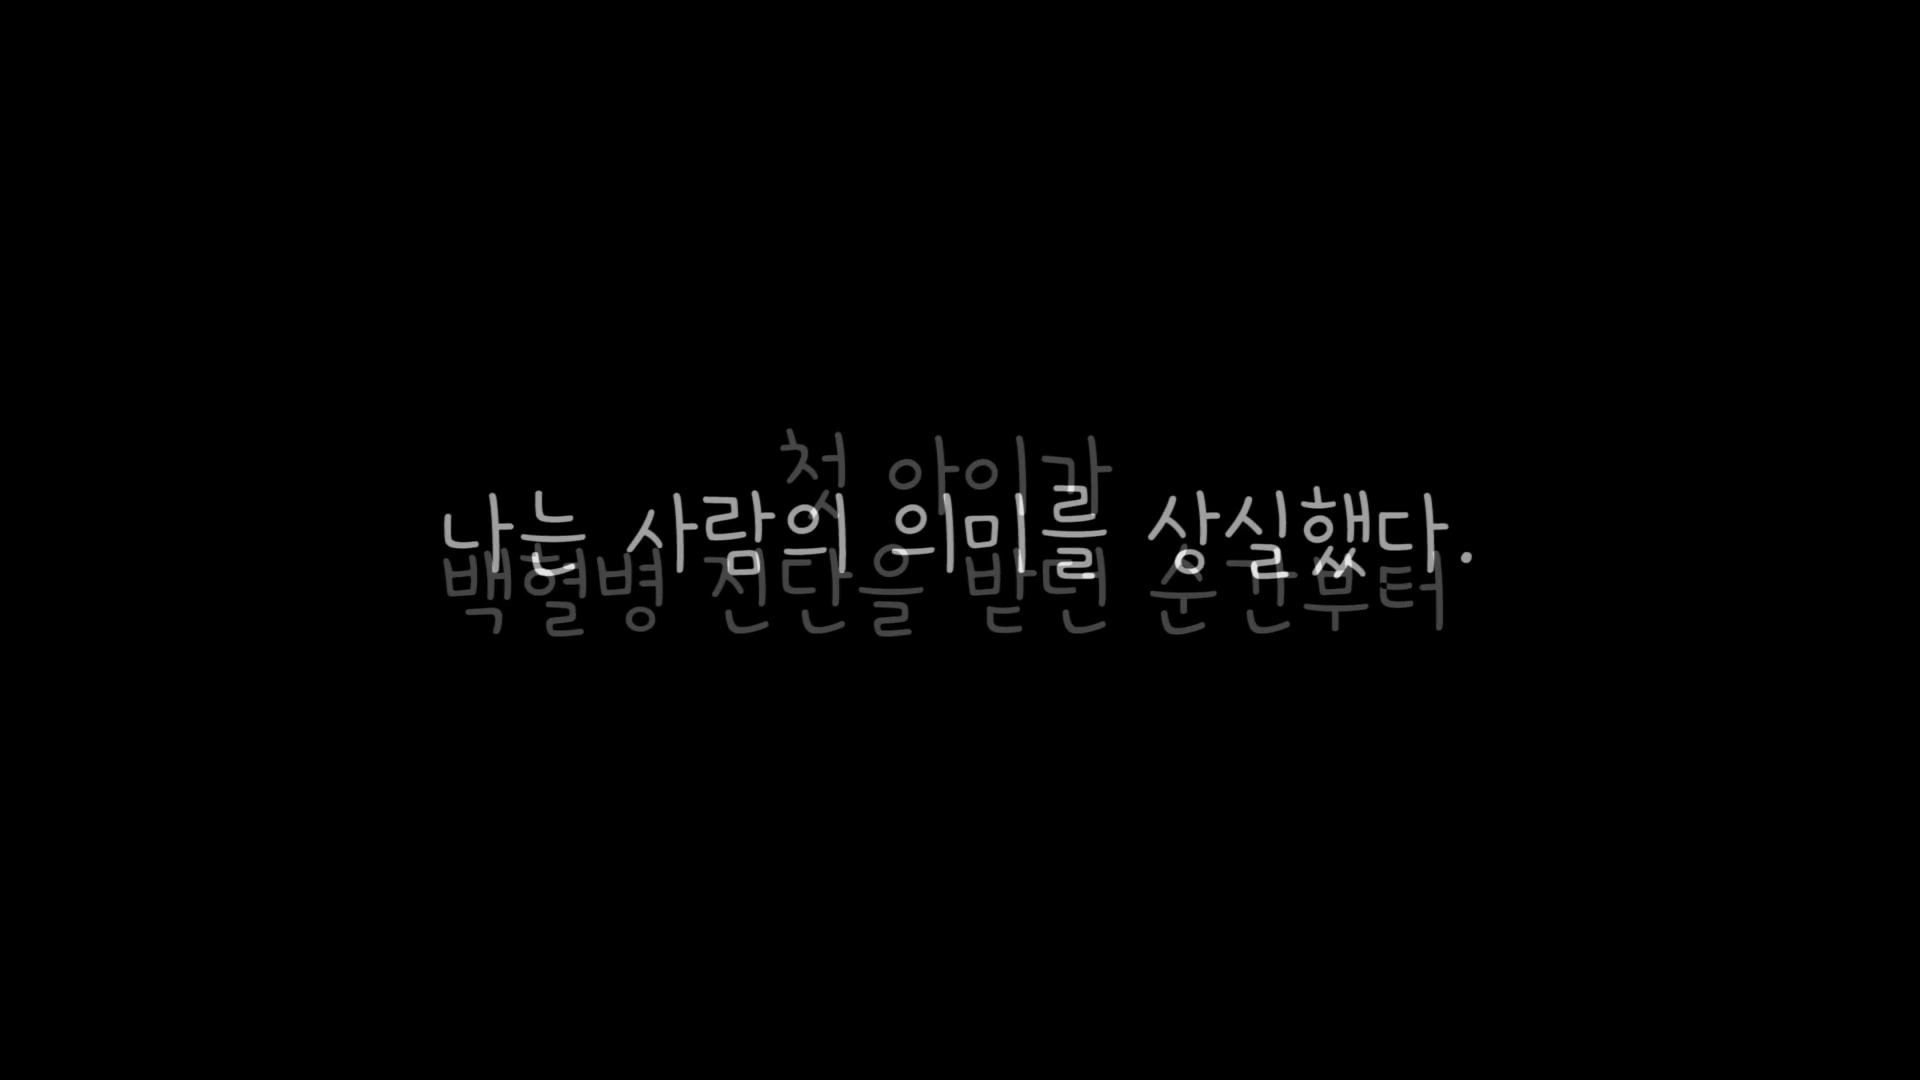 첫 아이가
나는 사람의 의미를 상실했다.
백혈병 진단을 받던 순간부터